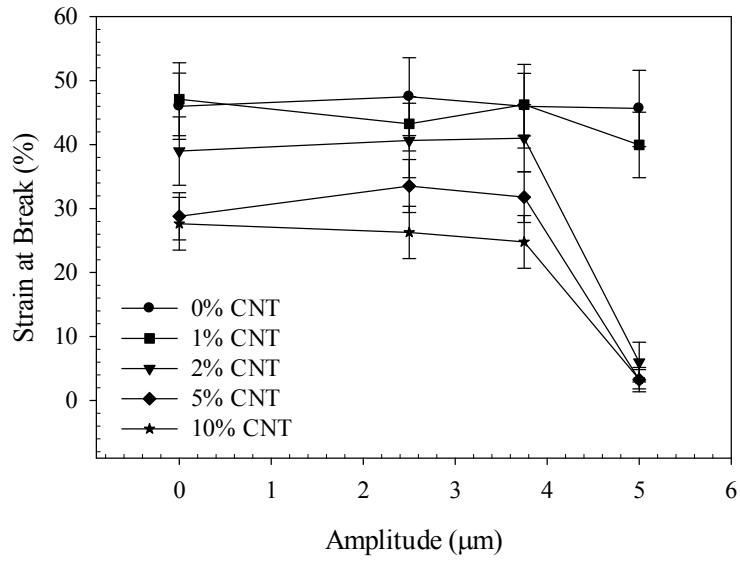 60
50
40
30
20
10
0
Strain at Break (%)
0% CNT
1% CNT
2% CNT
5% CNT
10% CNT
0 1 2 3 4 5 6
Amplitude (μm)